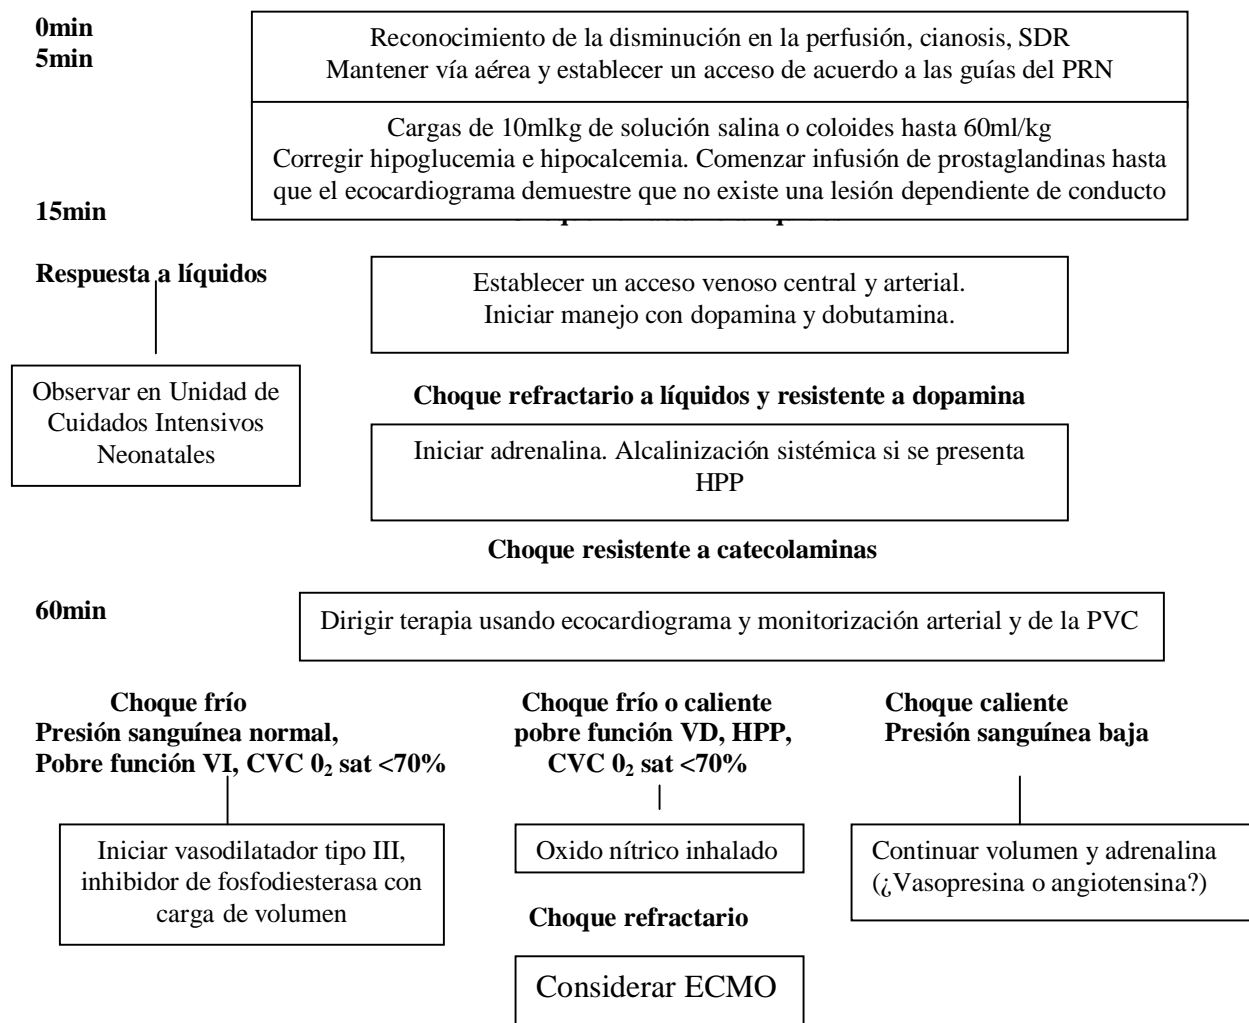 0min
5min
Reconocimiento de la disminución en la perfusión, cianosis, SDR
Mantener vía aérea y establecer un acceso de acuerdo a las guías del PRN
Cargas de 10mlkg de solución salina o coloides hasta 60ml/kg
Corregir hipoglucemia e hipocalcemia. Comenzar infusión de prostaglandinas hasta
que el ecocardiograma demuestre que no existe una lesión dependiente de conducto
15min
Respuesta a líquidos
Establecer un acceso venoso central y arterial.
Iniciar manejo con dopamina y dobutamina.
Observar en Unidad de
Cuidados Intensivos
Neonatales
Choque refractario a líquidos y resistente a dopamina
Iniciar adrenalina. Alcalinización sistémica si se presenta
HPP
Choque resistente a catecolaminas
60min
Dirigir terapia usando ecocardiograma y monitorización arterial y de la PVC
Choque frío
Presión sanguínea normal,
Pobre función VI, CVC 0₂ sat <70%
Choque frío o caliente
pobre función VD, HPP,
CVC 0₂ sat <70%
Choque caliente
Presión sanguínea baja
Iniciar vasodilatador tipo III,
inhibidor de fosfodiesterasa con
carga de volumen
Oxido nítrico inhalado
Continuar volumen y adrenalina
(¿Vasopresina o angiotensina?)
Choque refractario
Considerar ECMO